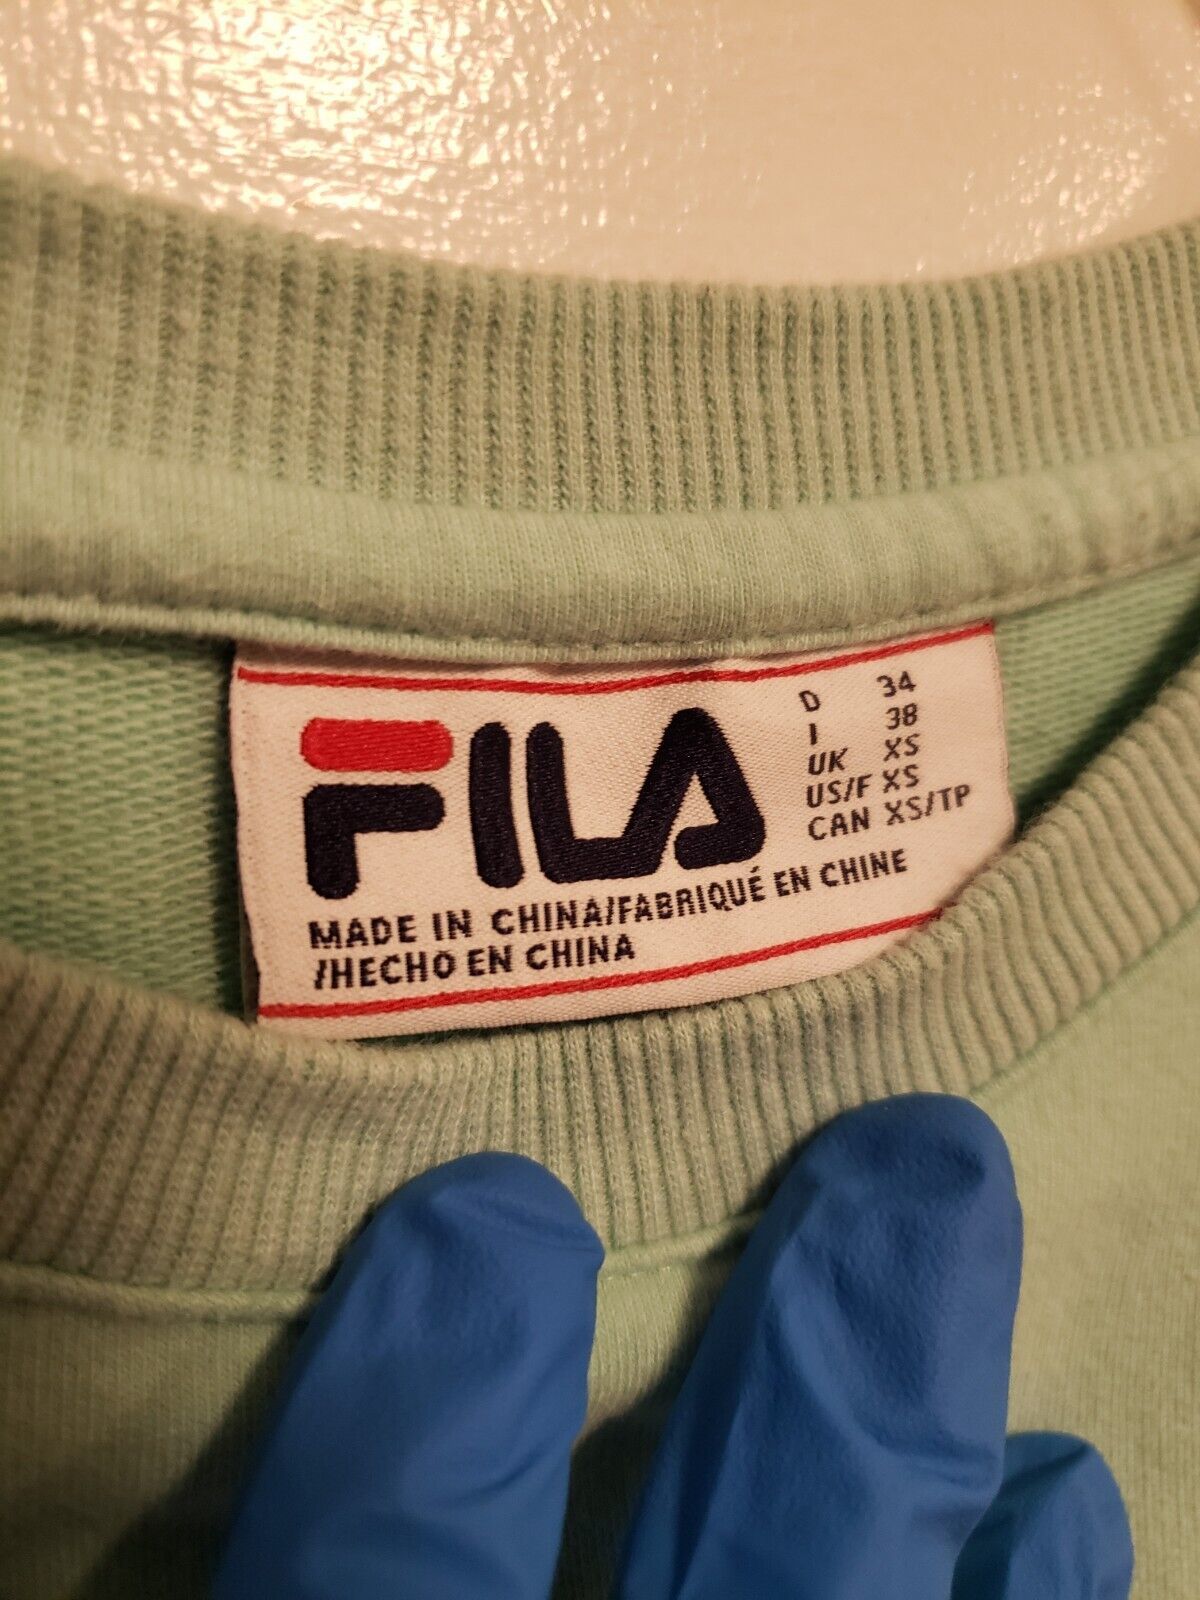 FILA
D 34
I 38
UK XS
US/F XS
CAN XS/TP
MADE IN CHINA/FABRIQUÉ EN CHINE
/HECHO EN CHINA